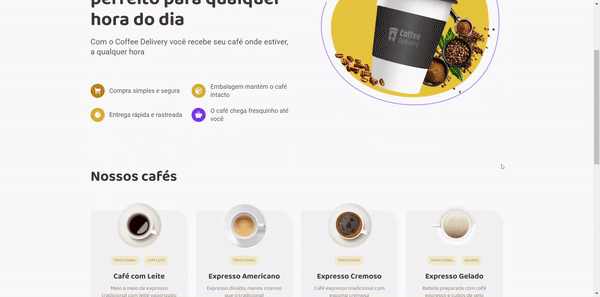 perfeito para qualquer
hora do dia
Com o Coffee Delivery você recebe seu café onde estiver,
a qualquer hora
Coffee
Delivery
Compra simples e segura
Embalagem mantém o café
intacto
Entrega rápida e rastreada
O café chega fresquinho até
você
Nossos cafés
TRADICIONAL
COM LEITE
Café com Leite
Meio a meio de expresso
tradicional com leite vaporizado
TRADICIONAL
Expresso Americano
Expresso diluído, menos intenso
que o tradicional
TRADICIONAL
Expresso Cremoso
Café expresso tradicional com
espuma cremosa
TRADICIONAL
GELADO
Expresso Gelado
Bebida preparada com café
expresso e cubos de gelo